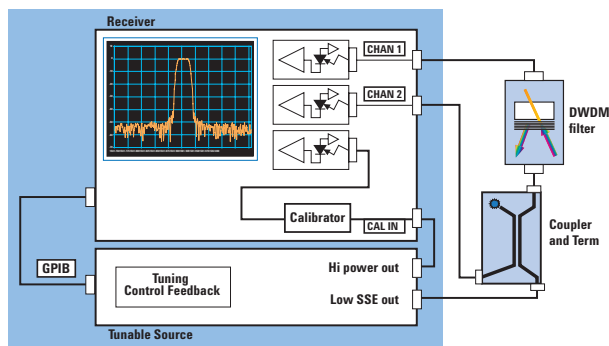 Receiver
CHAN 1
CHAN 2
DWDM
filter
Calibrator
CAL IN
Coupler
and Term
GPIB
Tuning
Control Feedback
Hi power out
Low SSE out
Tunable Source